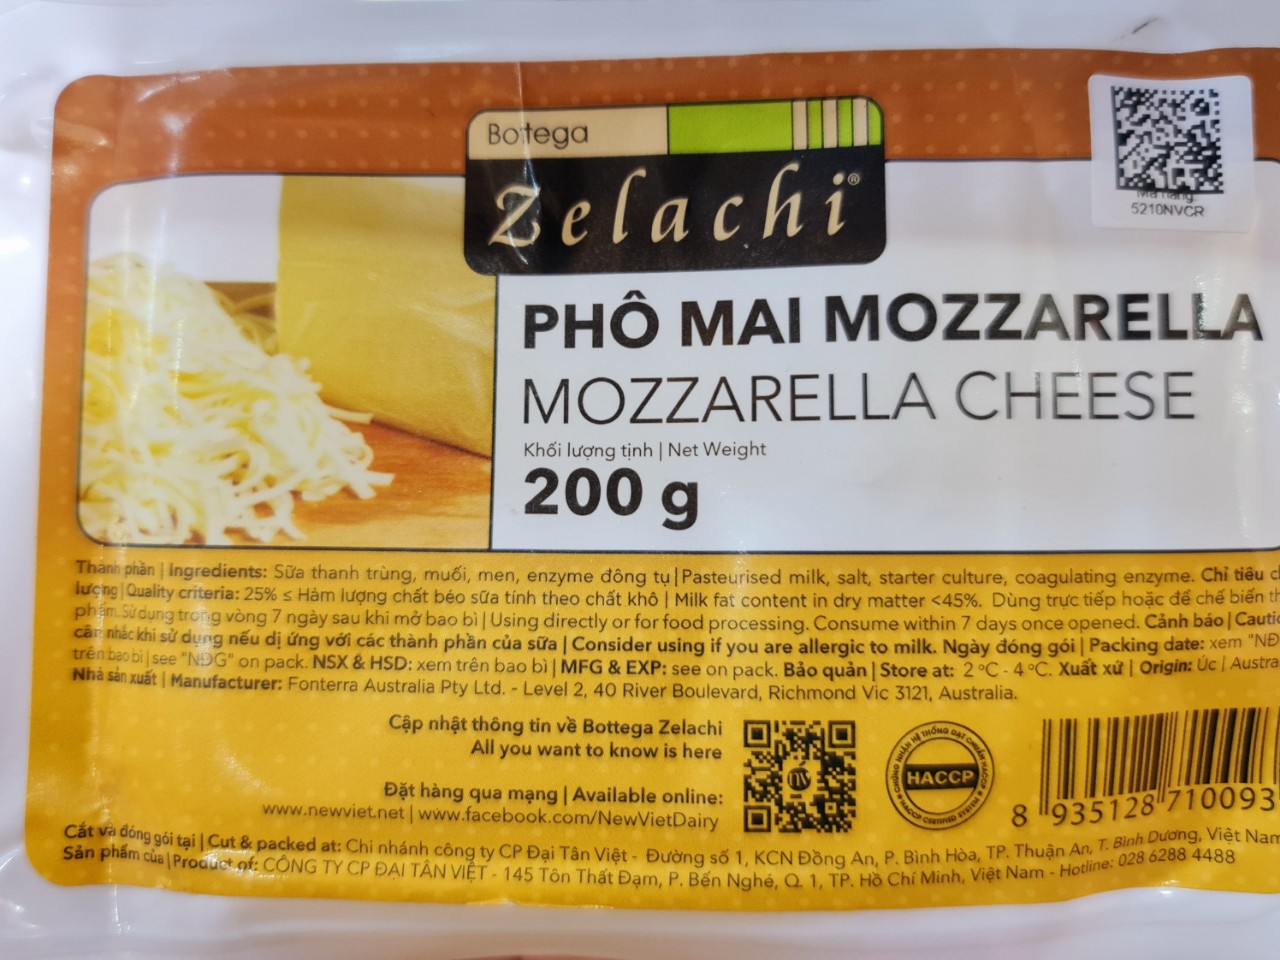 Bottega
Zelachi®
Mã hàng:
5210NVCR
PHÔ MAI MOZZARELLA
MOZZARELLA CHEESE
Khối lượng tịnh | Net Weight
200 g
Thành phần | Ingredients: Sữa thanh trùng, muối, men, enzyme đông tụ | Pasteurised milk, salt, starter culture, coagulating enzyme. Chỉ tiêu
lượng | Quality criteria: 25% ≤ Hàm lượng chất béo sữa tính theo chất khô | Milk fat content in dry matter <45%. Dùng trực tiếp hoặc để chế biến
phẩm. Sử dụng trong vòng 7 ngày sau khi mở bao bì | Using directly or for food processing. Consume within 7 days once opened. Cảnh báo |
cân nhắc khi sử dụng nếu dị ứng với các thành phần của sữa | Consider using if you are allergic to milk. Ngày đóng gói | Packing date: xem "NĐ
trên bao bì | see "NĐG" on pack. NSX & HSD: xem trên bao bì | MFG & EXP: see on pack. Bảo quản | Store at: 2 °C - 4 °C. Xuất xứ | Origin: Úc | Austra
Nhà sản xuất | Manufacturer: Fonterra Australia Pty Ltd. - Level 2, 40 River Boulevard, Richmond Vic 3121, Australia.
Cập nhật thông tin về Bottega Zelachi
All you want to know is here
Đặt hàng qua mạng | Available online:
www.newviet.net | www.facebook.com/NewVietDairy
nv
CHỨNG NHẬN HỆ THỐNG ĐẠT CHUẨN HACCP
HACCP
HACCP CERTIFIED SYSTEM
8 935128 710093
Cắt và đóng gói tại | Cut & packed at: Chi nhánh công ty CP Đại Tân Việt - Đường số 1, KCN Đồng An, P. Bình Hòa, TP. Thuận An, T. Bình Dương, Việt Nam
Sản phẩm của | Product of: CÔNG TY CP ĐẠI TÂN VIỆT - 145 Tôn Thất Đạm, P. Bến Nghé, Q. 1, TP. Hồ Chí Minh, Việt Nam - Hotline: 028 6288 4488